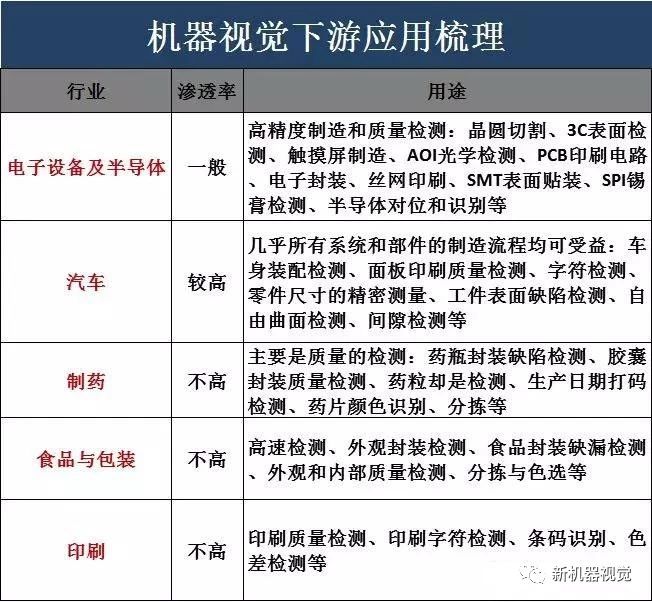 机器视觉下游应用梳理
行业
渗透率
用途
电子设备及半导体
一般
高精度制造和质量检测：晶圆切割、3C表面检
测、触摸屏制造、AOI光学检测、PCB印刷电路
、电子封装、丝网印刷、SMT表面贴装、SPI锡
膏检测、半导体对位和识别等
汽车
较高
几乎所有系统和部件的制造流程均可受益：车
身装配检测、面板印刷质量检测、字符检测、
零件尺寸的精密测量、工件表面缺陷检测、自
由曲面检测、间隙检测等
制药
不高
主要是质量的检测：药瓶封装缺陷检测、胶囊
封装质量检测、药粒却是检测、生产日期打码
检测、药片颜色识别、分拣等
食品与包装
不高
高速检测、外观封装检测、食品封装缺漏检测
、外观和内部质量检测、分拣与色选等
印刷
不高
印刷质量检测、印刷字符检测、条码识别、色
差检测等
新机器视觉